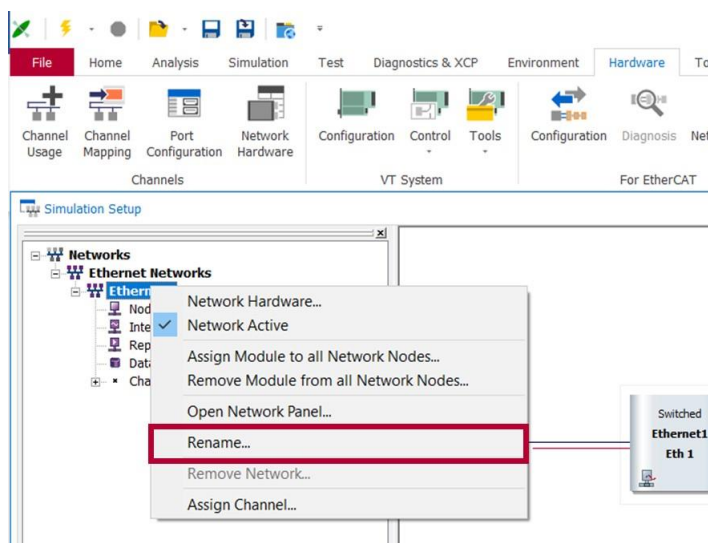 File Home Analysis Simulation Test Diagnostics & XCP Environment Hardware
Channel Usage
Channel Mapping
Port Configuration
Network Hardware
Configuration
Control
Tools
Configuration
Diagnosis
Channels
VT System
For EtherCAT
Simulation Setup
Networks
Ethernet Networks
Network Hardware...
Network Active
Assign Module to all Network Nodes...
Remove Module from all Network Nodes...
Open Network Panel...
Rename...
Remove Network...
Assign Channel...
Switched
Ethernet1
Eth 1